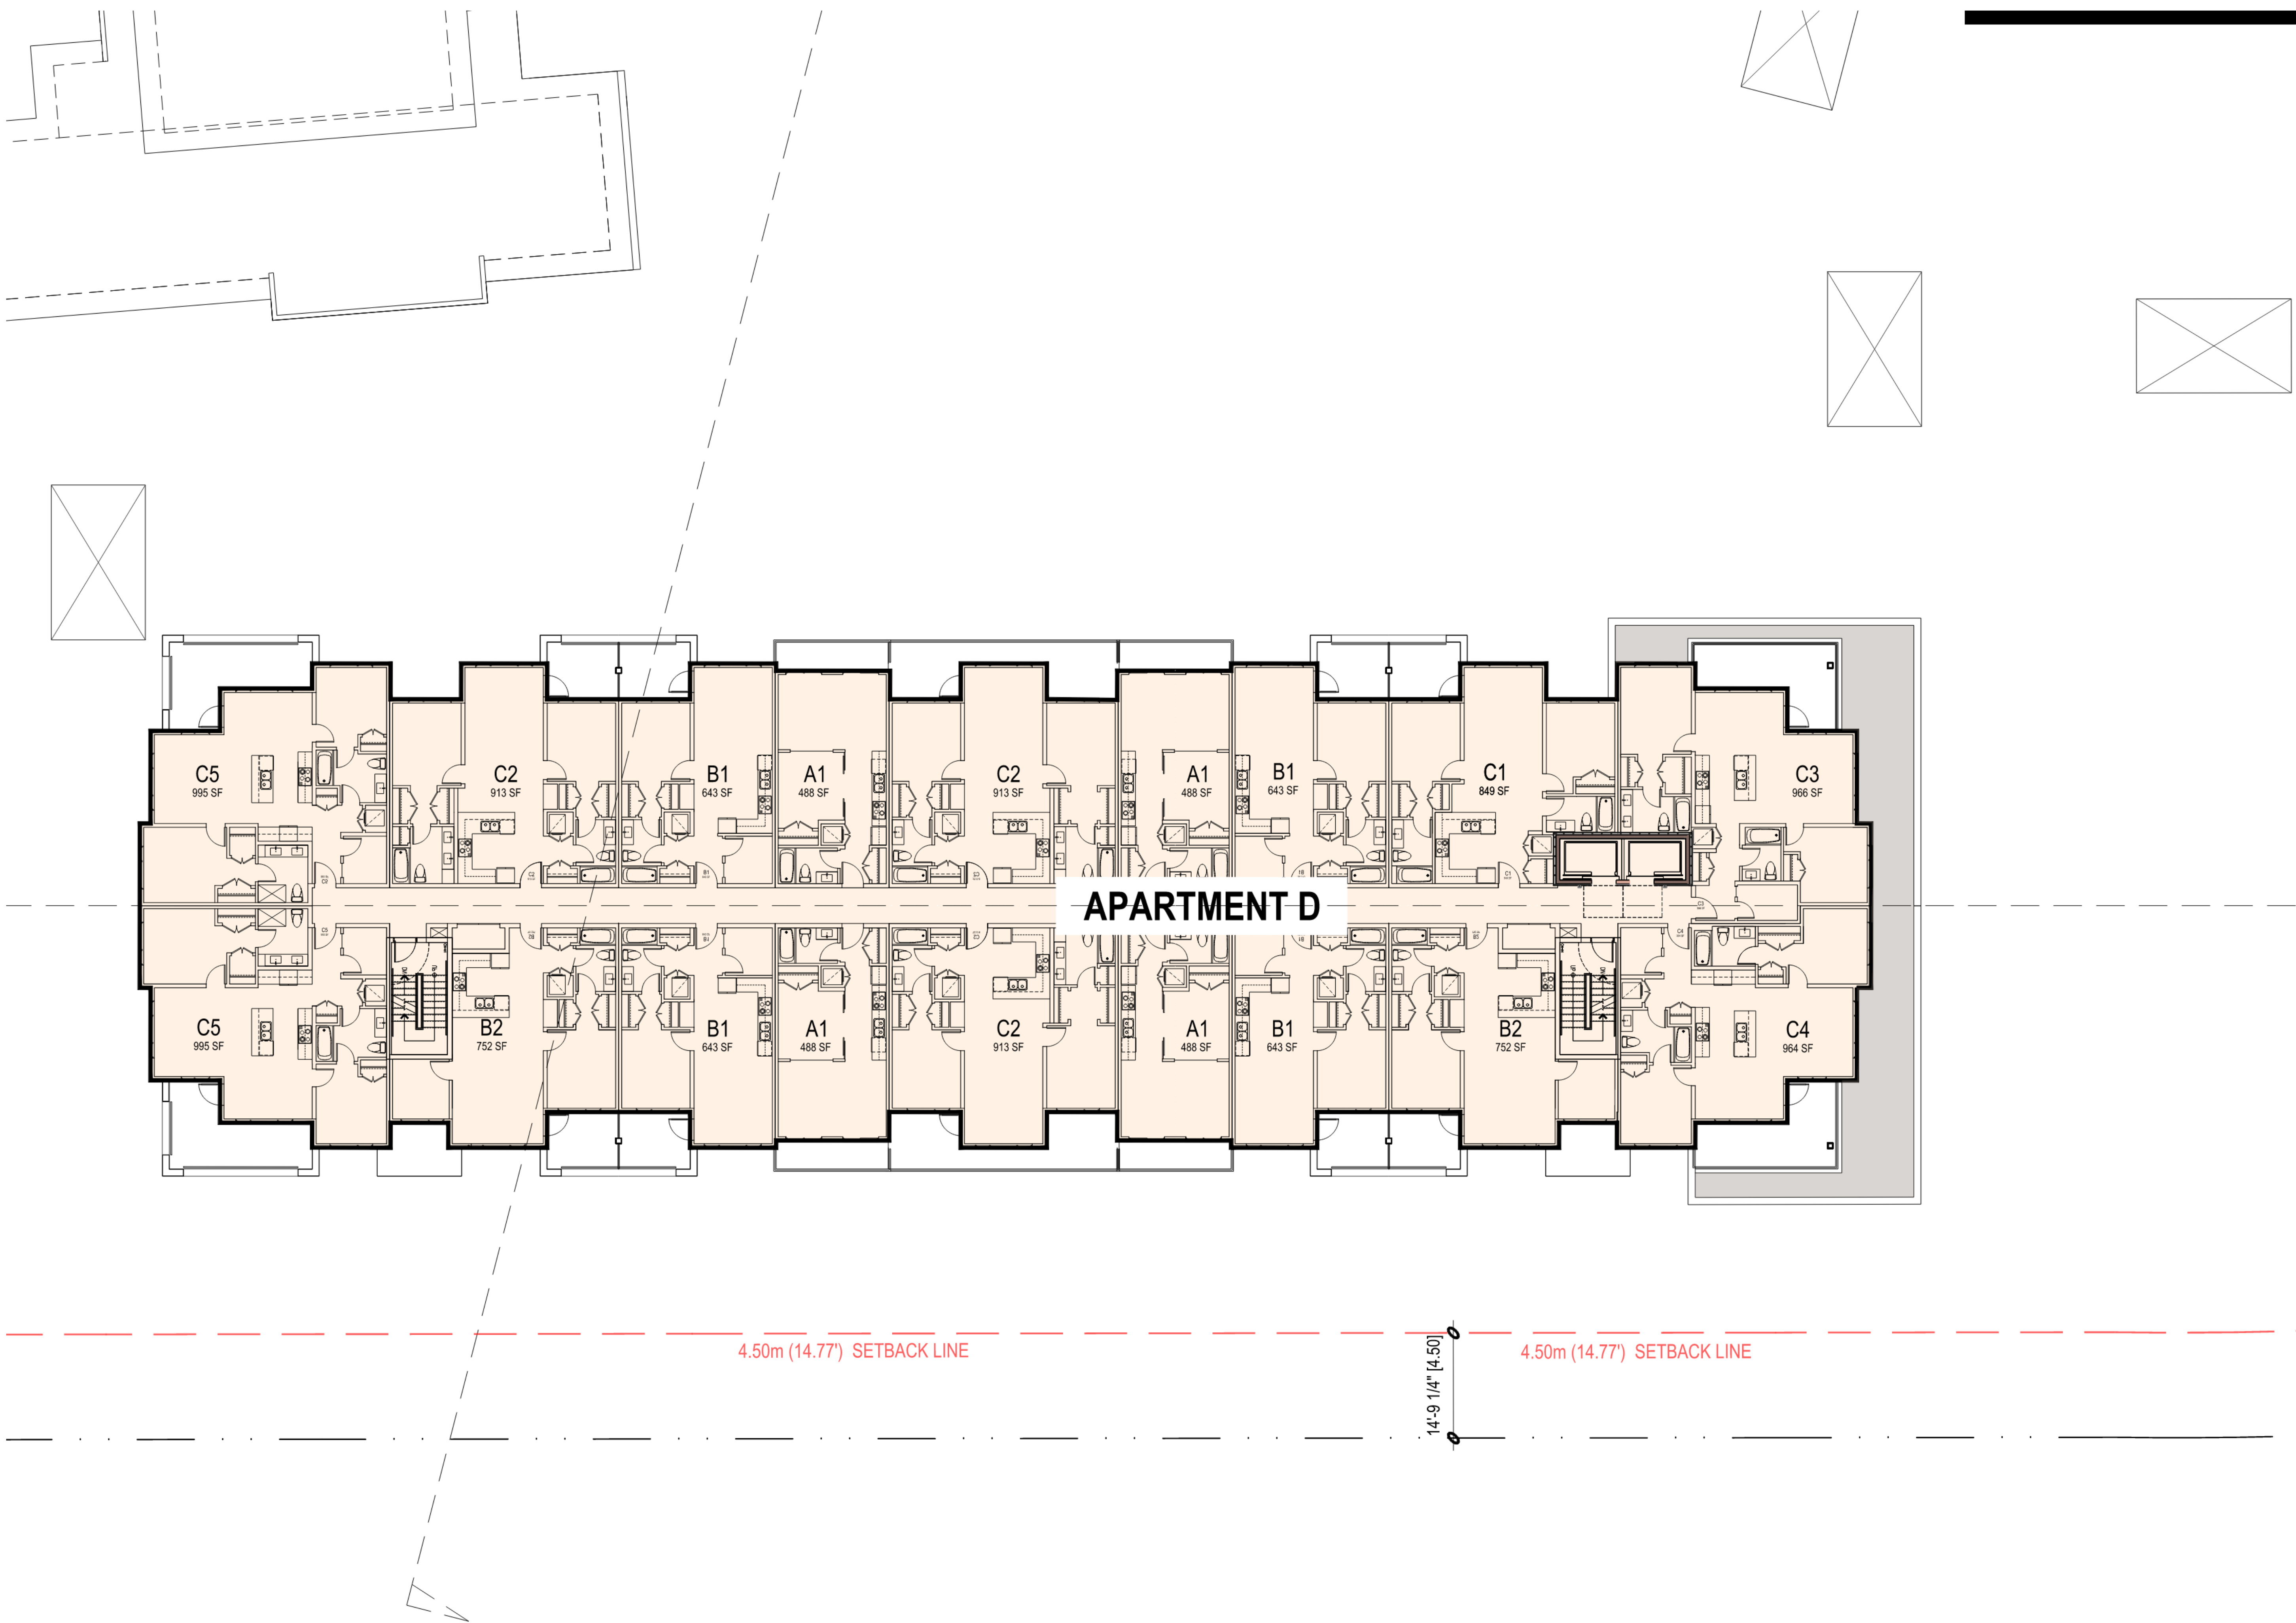 C5
995 SF
C2
913 SF
B1
643 SF
A1
488 SF
C2
913 SF
A1
488 SF
B1
643 SF
C1
849 SF
C3
966 SF
APARTMENT D
C5
995 SF
B2
752 SF
B1
643 SF
A1
488 SF
C2
913 SF
A1
488 SF
B1
643 SF
B2
752 SF
C4
964 SF
4.50m (14.77') SETBACK LINE
4.50m (14.77') SETBACK LINE
14'-9 1/4" [4.50]